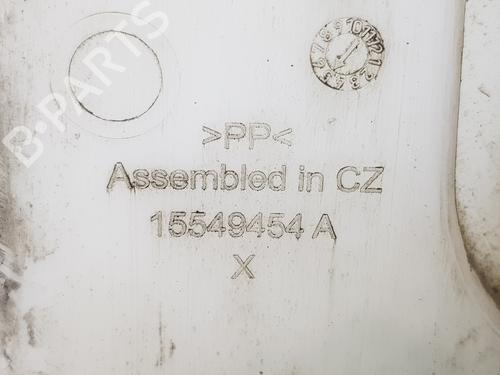 B-PARTS
>PP<
Assembled in CZ
15549454 A
X